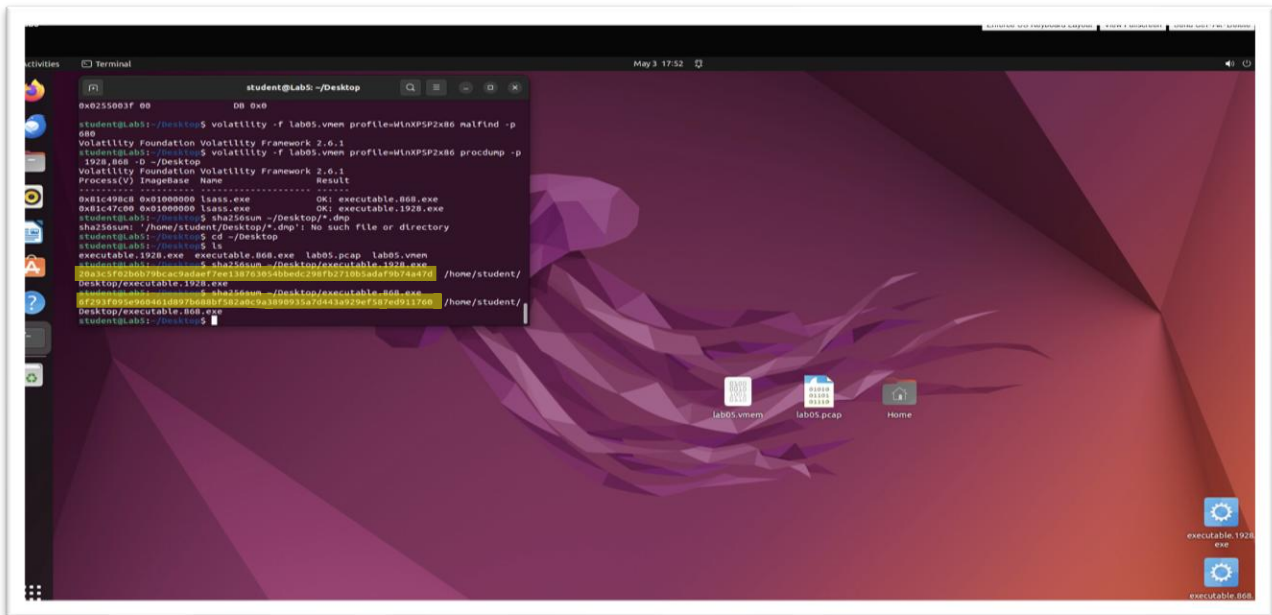 Activities
Terminal
May 3 17:52
student@Lab5: ~/Desktop
0x0255003f 00 DB 0x0
student@Lab5:~/Desktop$ volatility -f lab05.vmem profile=WinXPSP2x86 malfind -p
680
Volatility Foundation Volatility Framework 2.6.1
student@Lab5:~/Desktop$ volatility -f lab05.vmem profile=WinXPSP2x86 procdump -p
1928,868 -D ~/Desktop
Volatility Foundation Volatility Framework 2.6.1
Process(V) ImageBase Name Result
---------- ---------- -------------------- ------
0x81c498c8 0x01000000 lsass.exe OK: executable.868.exe
0x81c47c00 0x01000000 lsass.exe OK: executable.1928.exe
student@Lab5:~/Desktop$ sha256sum ~/Desktop/*.dmp
sha256sum: '/home/student/Desktop/*.dmp': No such file or directory
student@Lab5:~/Desktop$ cd ~/Desktop
student@Lab5:~/Desktop$ ls
executable.1928.exe executable.868.exe lab05.pcap lab05.vmem
student@Lab5:~/Desktop$ sha256sum ~/Desktop/executable.1928.exe
20a3c5f02b6b79bcac9adaef7ee138763054bbedc298fb2710b5adaf9b74a47d /home/student/
Desktop/executable.1928.exe
student@Lab5:~/Desktop$ sha256sum ~/Desktop/executable.868.exe
/home/student/
Desktop/executable.868.exe
student@Lab5:~/Desktop$
lab05.vmem
lab05.pcap
Home
executable.1928.
exe
executable.868.